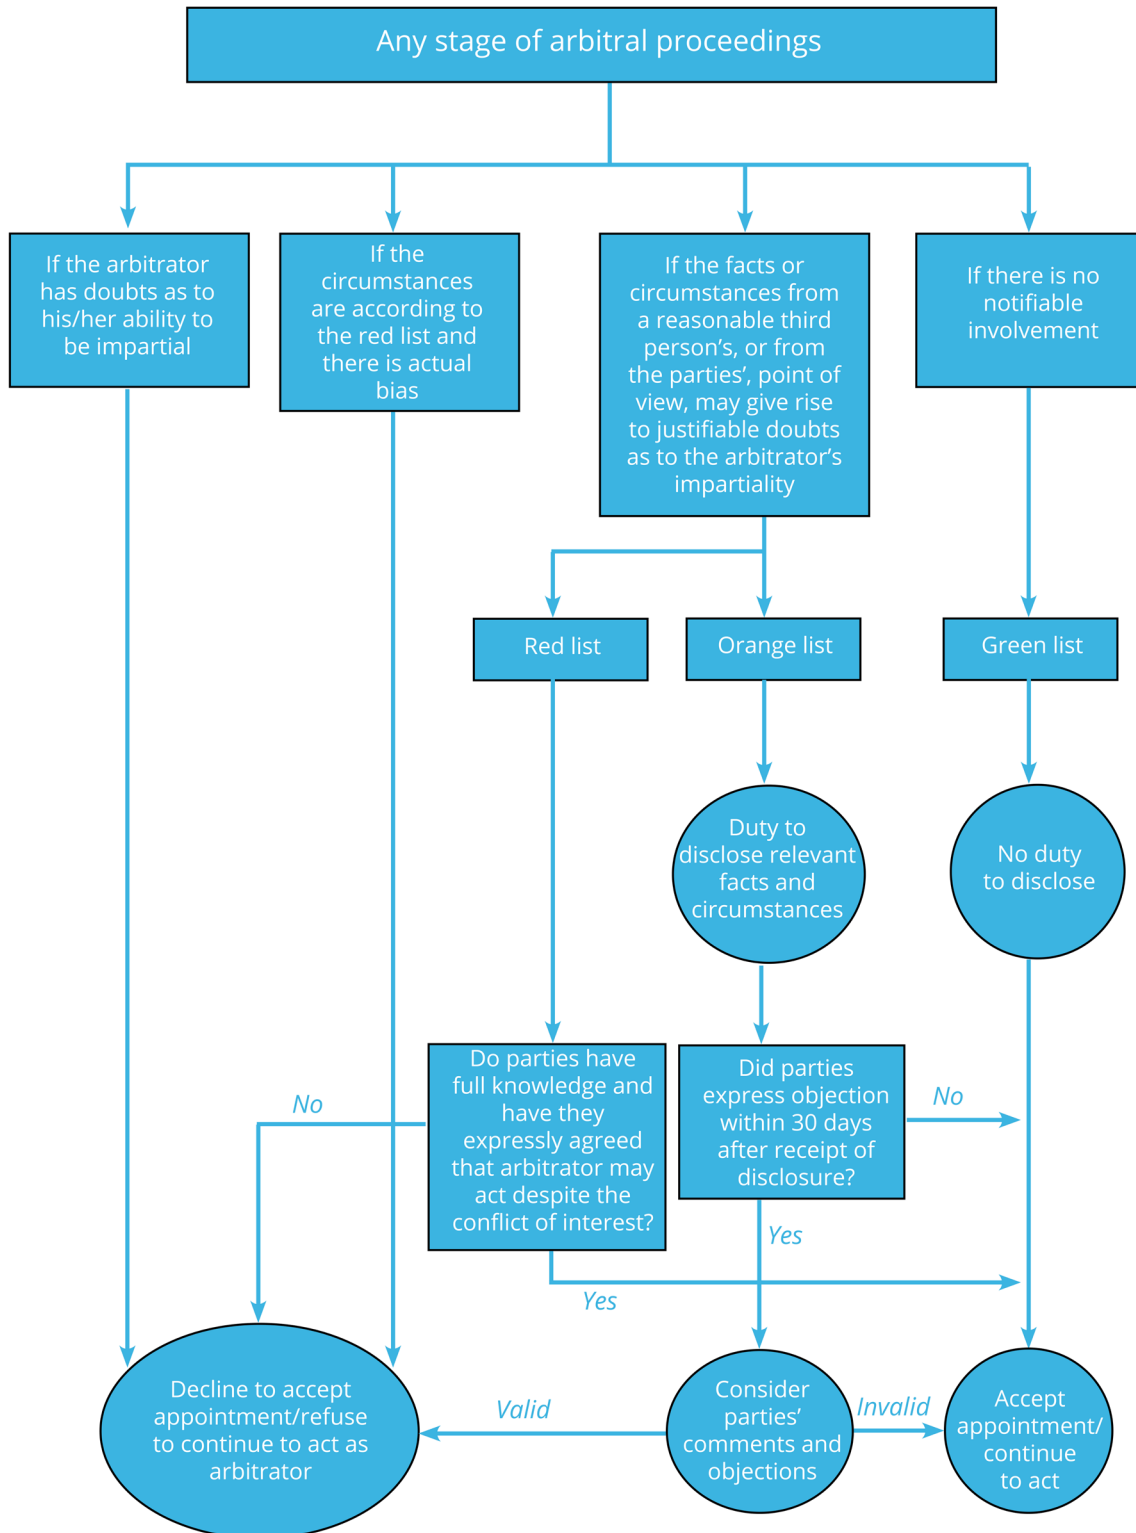 Any stage of arbitral proceedings
If the arbitrator
has doubts as to
his/her ability to
be impartial
If the
circumstances
are according to
the red list and
there is actual
bias
If the facts or
circumstances from
a reasonable third
person’s, or from
the parties’, point of
view, may give rise
to justifiable doubts
as to the arbitrator’s
impartiality
If there is no
notifiable
involvement
Red list
Orange list
Green list
Duty to
disclose relevant
facts and
circumstances
No duty
to disclose
Do parties have
full knowledge and
have they
expressly agreed
that arbitrator may
act despite the
conflict of interest?
Did parties
express objection
within 30 days
after receipt of
disclosure?
No
No
Yes
Yes
Decline to accept
appointment/refuse
to continue to act as
arbitrator
Valid
Consider
parties’
comments and
objections
Invalid
Accept
appointment/
continue
to act